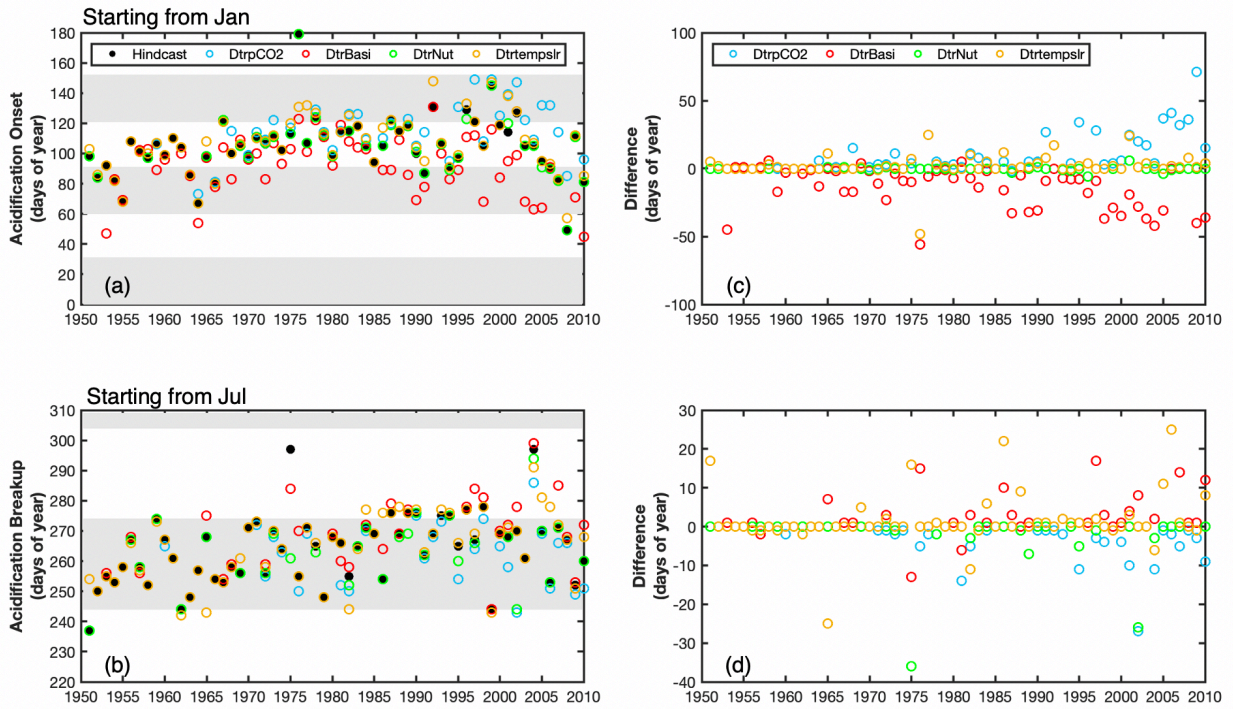 Starting from Jan
Acidification Onset
(days of year)
180
160
140
120
100
80
60
40
20
0
Hindcast DtrpCO2 DtrBasi DtrNut Dtrtempslr
(a)
1950 1955 1960 1965 1970 1975 1980 1985 1990 1995 2000 2005 2010
Difference
(days of year)
100
50
0
-50
-100
DtrpCO2 DtrBasi DtrNut Dtrtempslr
(c)
1950 1955 1960 1965 1970 1975 1980 1985 1990 1995 2000 2005 2010
Starting from Jul
Acidification Breakup
(days of year)
310
300
290
280
270
260
250
240
230
220
(b)
1950 1955 1960 1965 1970 1975 1980 1985 1990 1995 2000 2005 2010
Difference
(days of year)
30
20
10
0
-10
-20
-30
-40
(d)
1950 1955 1960 1965 1970 1975 1980 1985 1990 1995 2000 2005 2010